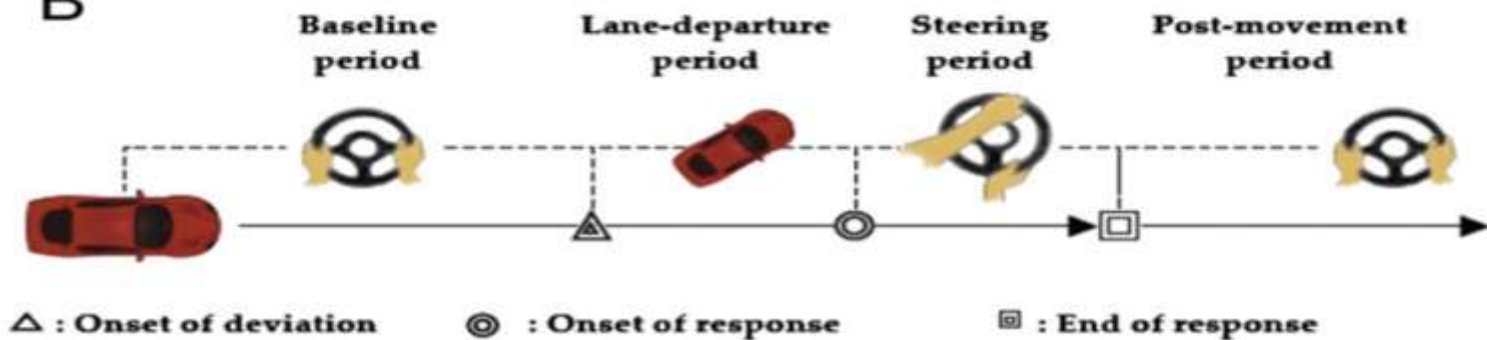 B
Baseline period
Lane-departure period
Steering period
Post-movement period
△ : Onset of deviation
◎ : Onset of response
▣ : End of response